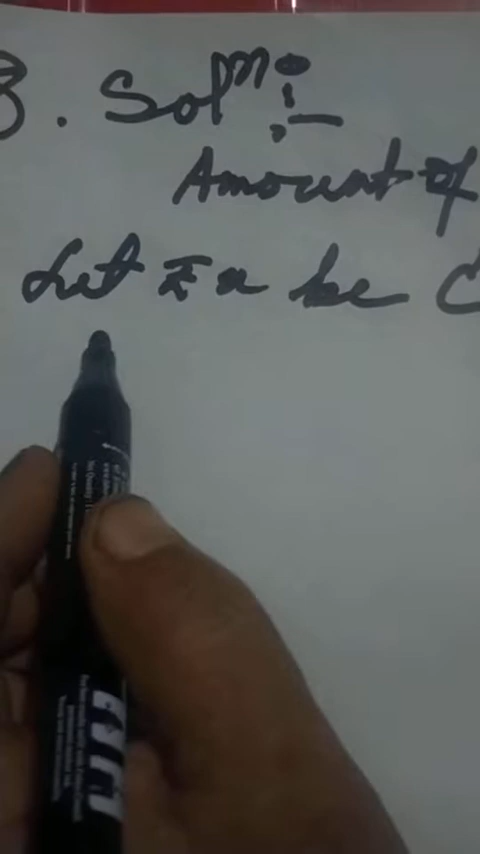 3. Solⁿ:-
Amount of
Let ₹ x be